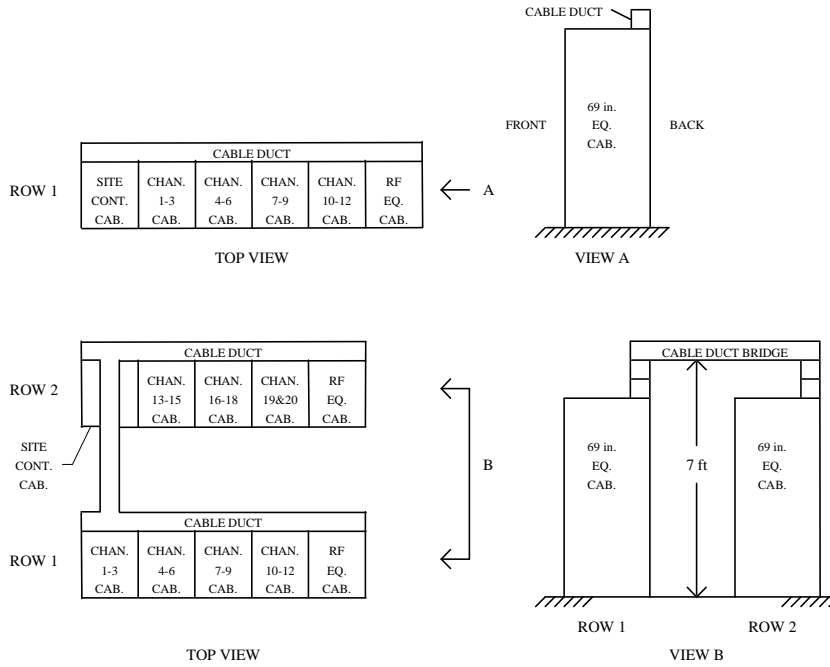 CABLE DUCT
69 in.
EQ.
CAB.
FRONT
BACK
VIEW A
CABLE DUCT
ROW 1
SITE CONT. CAB.
CHAN. 1-3 CAB.
CHAN. 4-6 CAB.
CHAN. 7-9 CAB.
CHAN. 10-12 CAB.
RF EQ. CAB.
A
TOP VIEW
CABLE DUCT
ROW 2
CHAN. 13-15 CAB.
CHAN. 16-18 CAB.
CHAN. 19&20 CAB.
RF EQ. CAB.
SITE
CONT.
CAB.
B
CABLE DUCT
ROW 1
CHAN. 1-3 CAB.
CHAN. 4-6 CAB.
CHAN. 7-9 CAB.
CHAN. 10-12 CAB.
RF EQ. CAB.
TOP VIEW
CABLE DUCT BRIDGE
69 in.
EQ.
CAB.
7 ft
69 in.
EQ.
CAB.
ROW 1
ROW 2
VIEW B